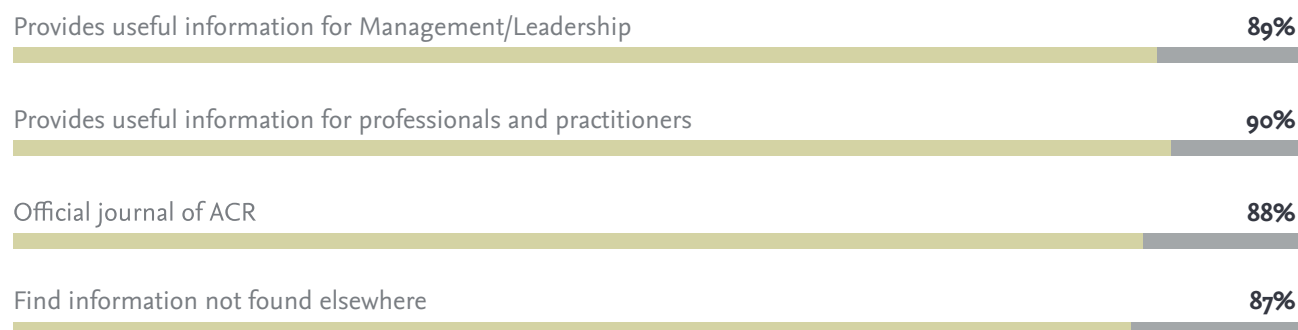 Provides useful information for Management/Leadership 89%
Provides useful information for professionals and practitioners 90%
Official journal of ACR 88%
Find information not found elsewhere 87%